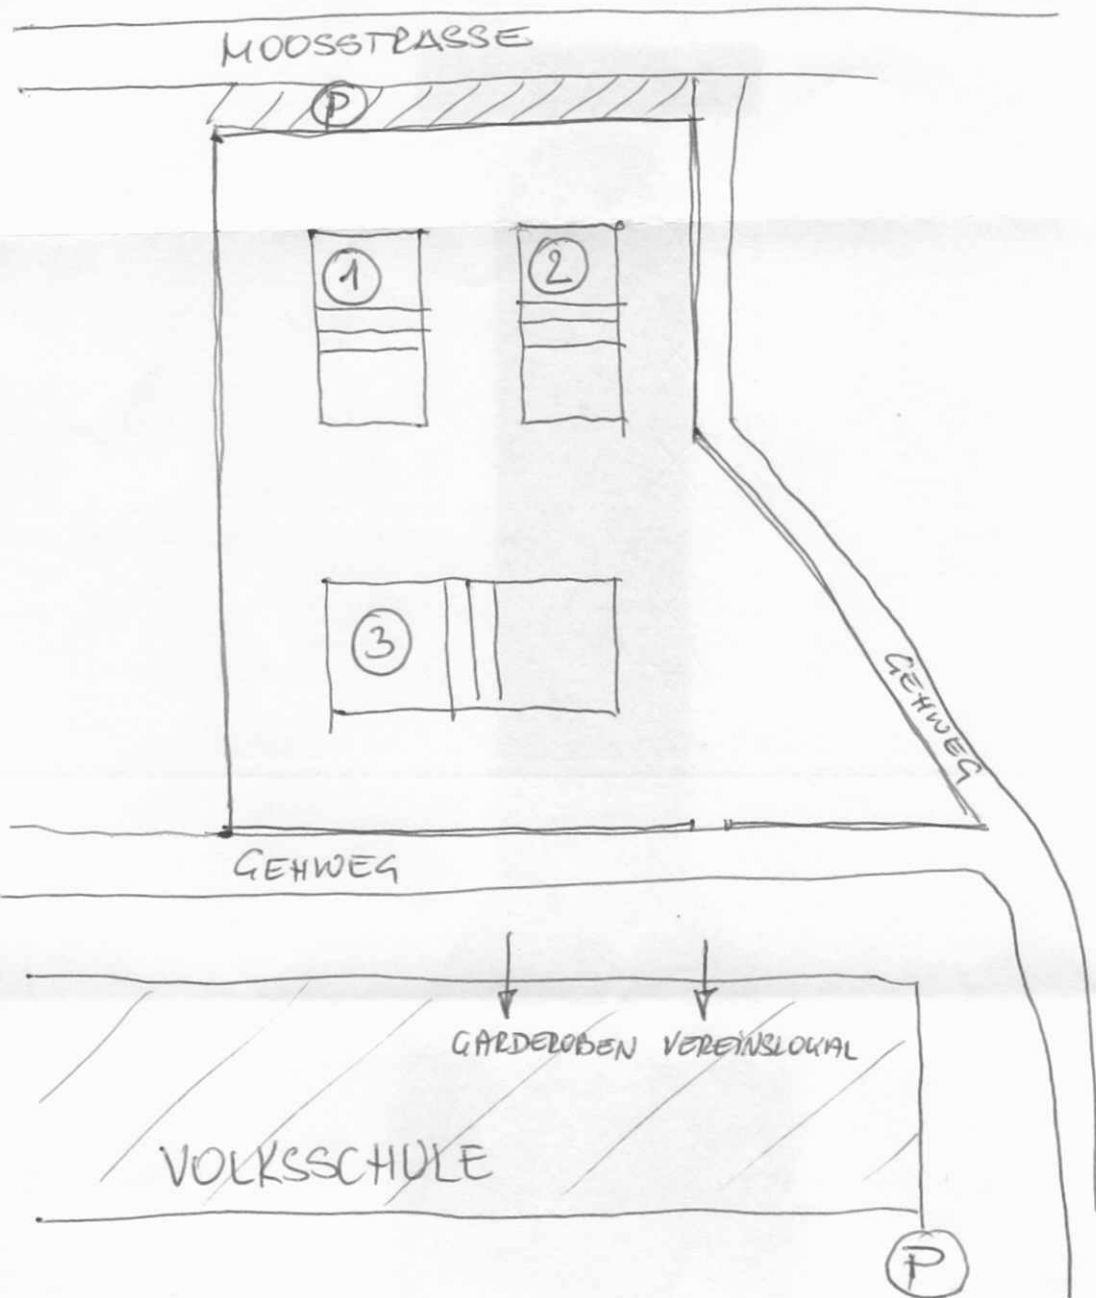 MOOSSTRASSE
P
1
2
3
GEHWEG
GEHWEG
GARDEROBEN VEREINSLOKAL
VOLKSSCHULE
P